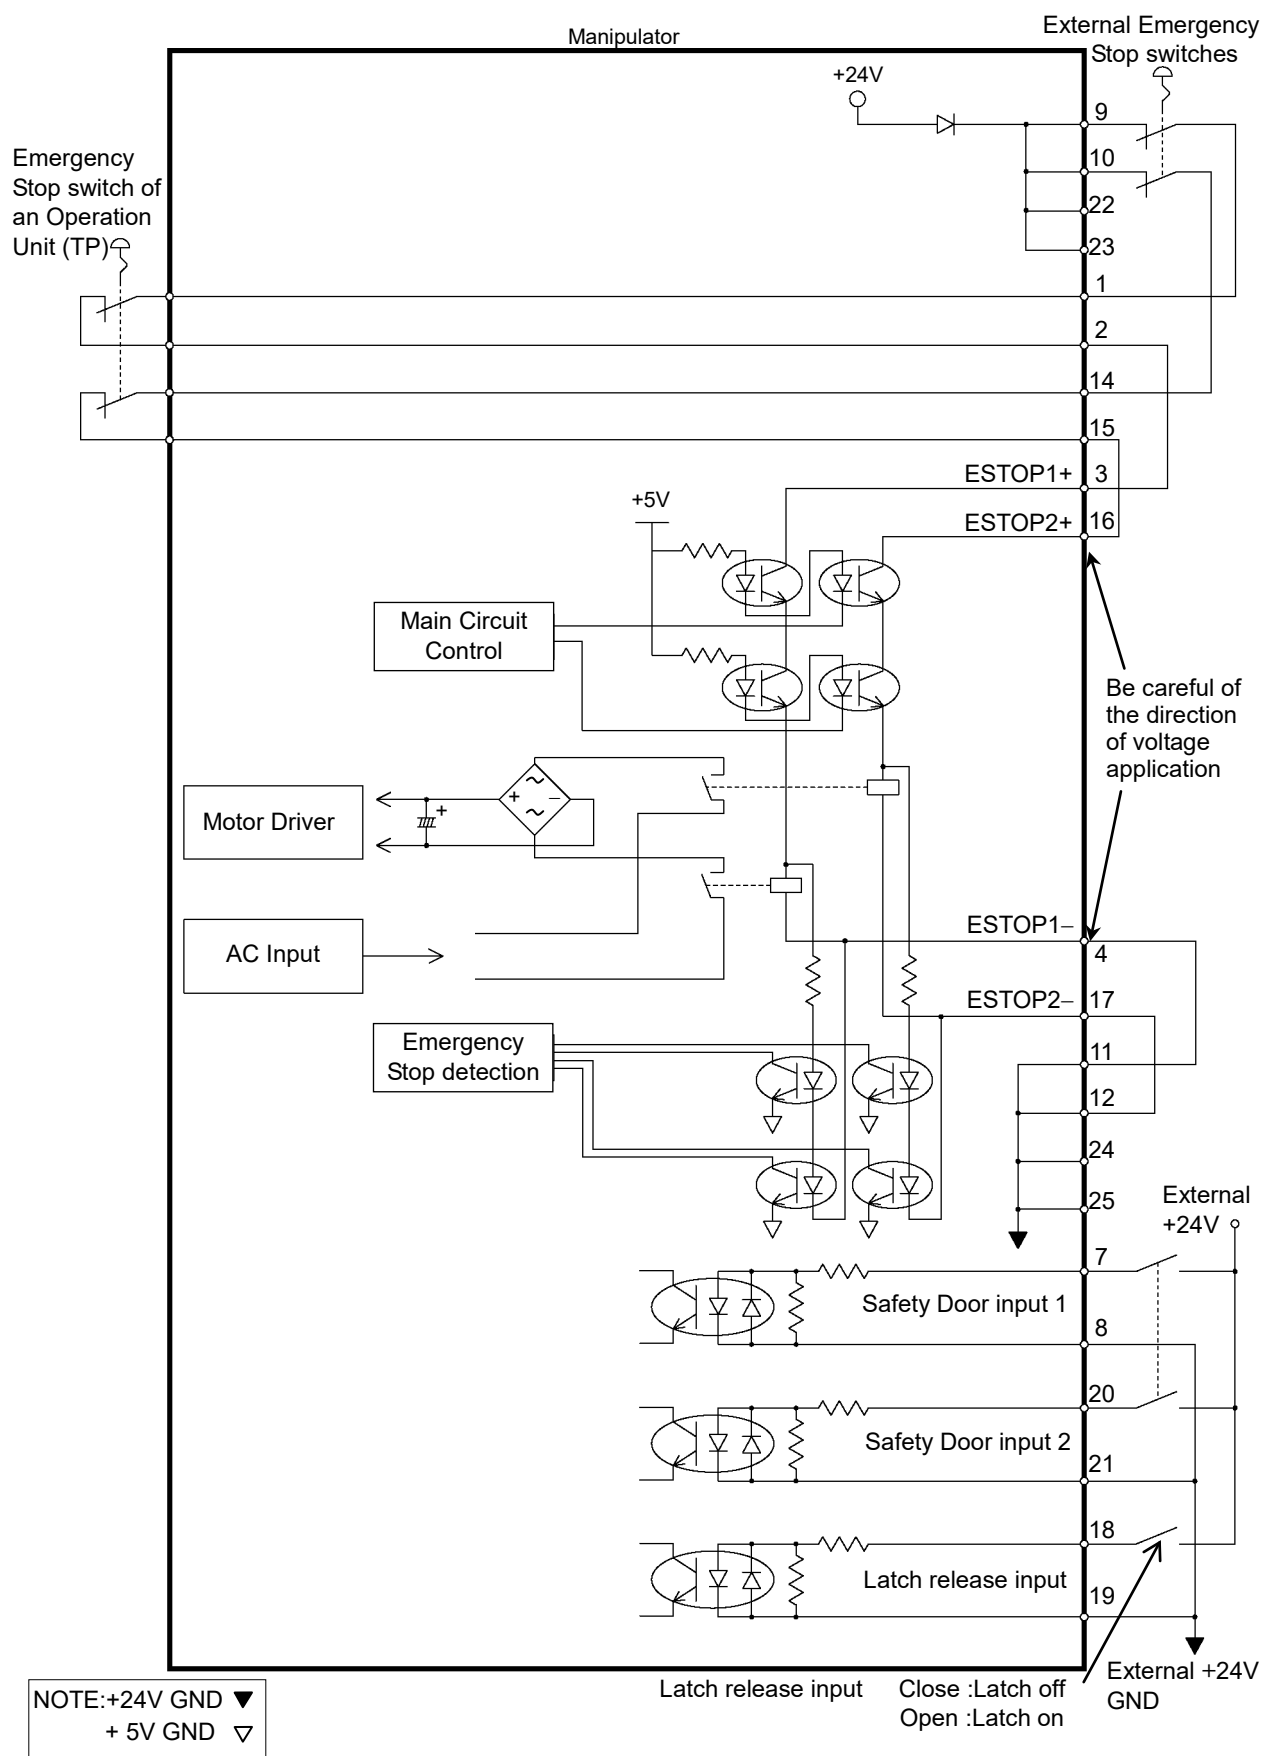 Manipulator
External Emergency
Stop switches
+24V
9
10
22
23
Emergency
Stop switch of
an Operation
Unit (TP)
1
2
14
15
ESTOP1+ 3
ESTOP2+ 16
+5V
Main Circuit
Control
Be careful of
the direction
of voltage
application
Motor Driver
+ −
+
AC Input
ESTOP1−
4
ESTOP2− 17
Emergency
Stop detection
11
12
24
25
External
+24V
7
Safety Door input 1
8
20
Safety Door input 2
21
18
Latch release input
19
External +24V
GND
Latch release input Close :Latch off
Open :Latch on
NOTE:+24V GND ▼
+ 5V GND ▽